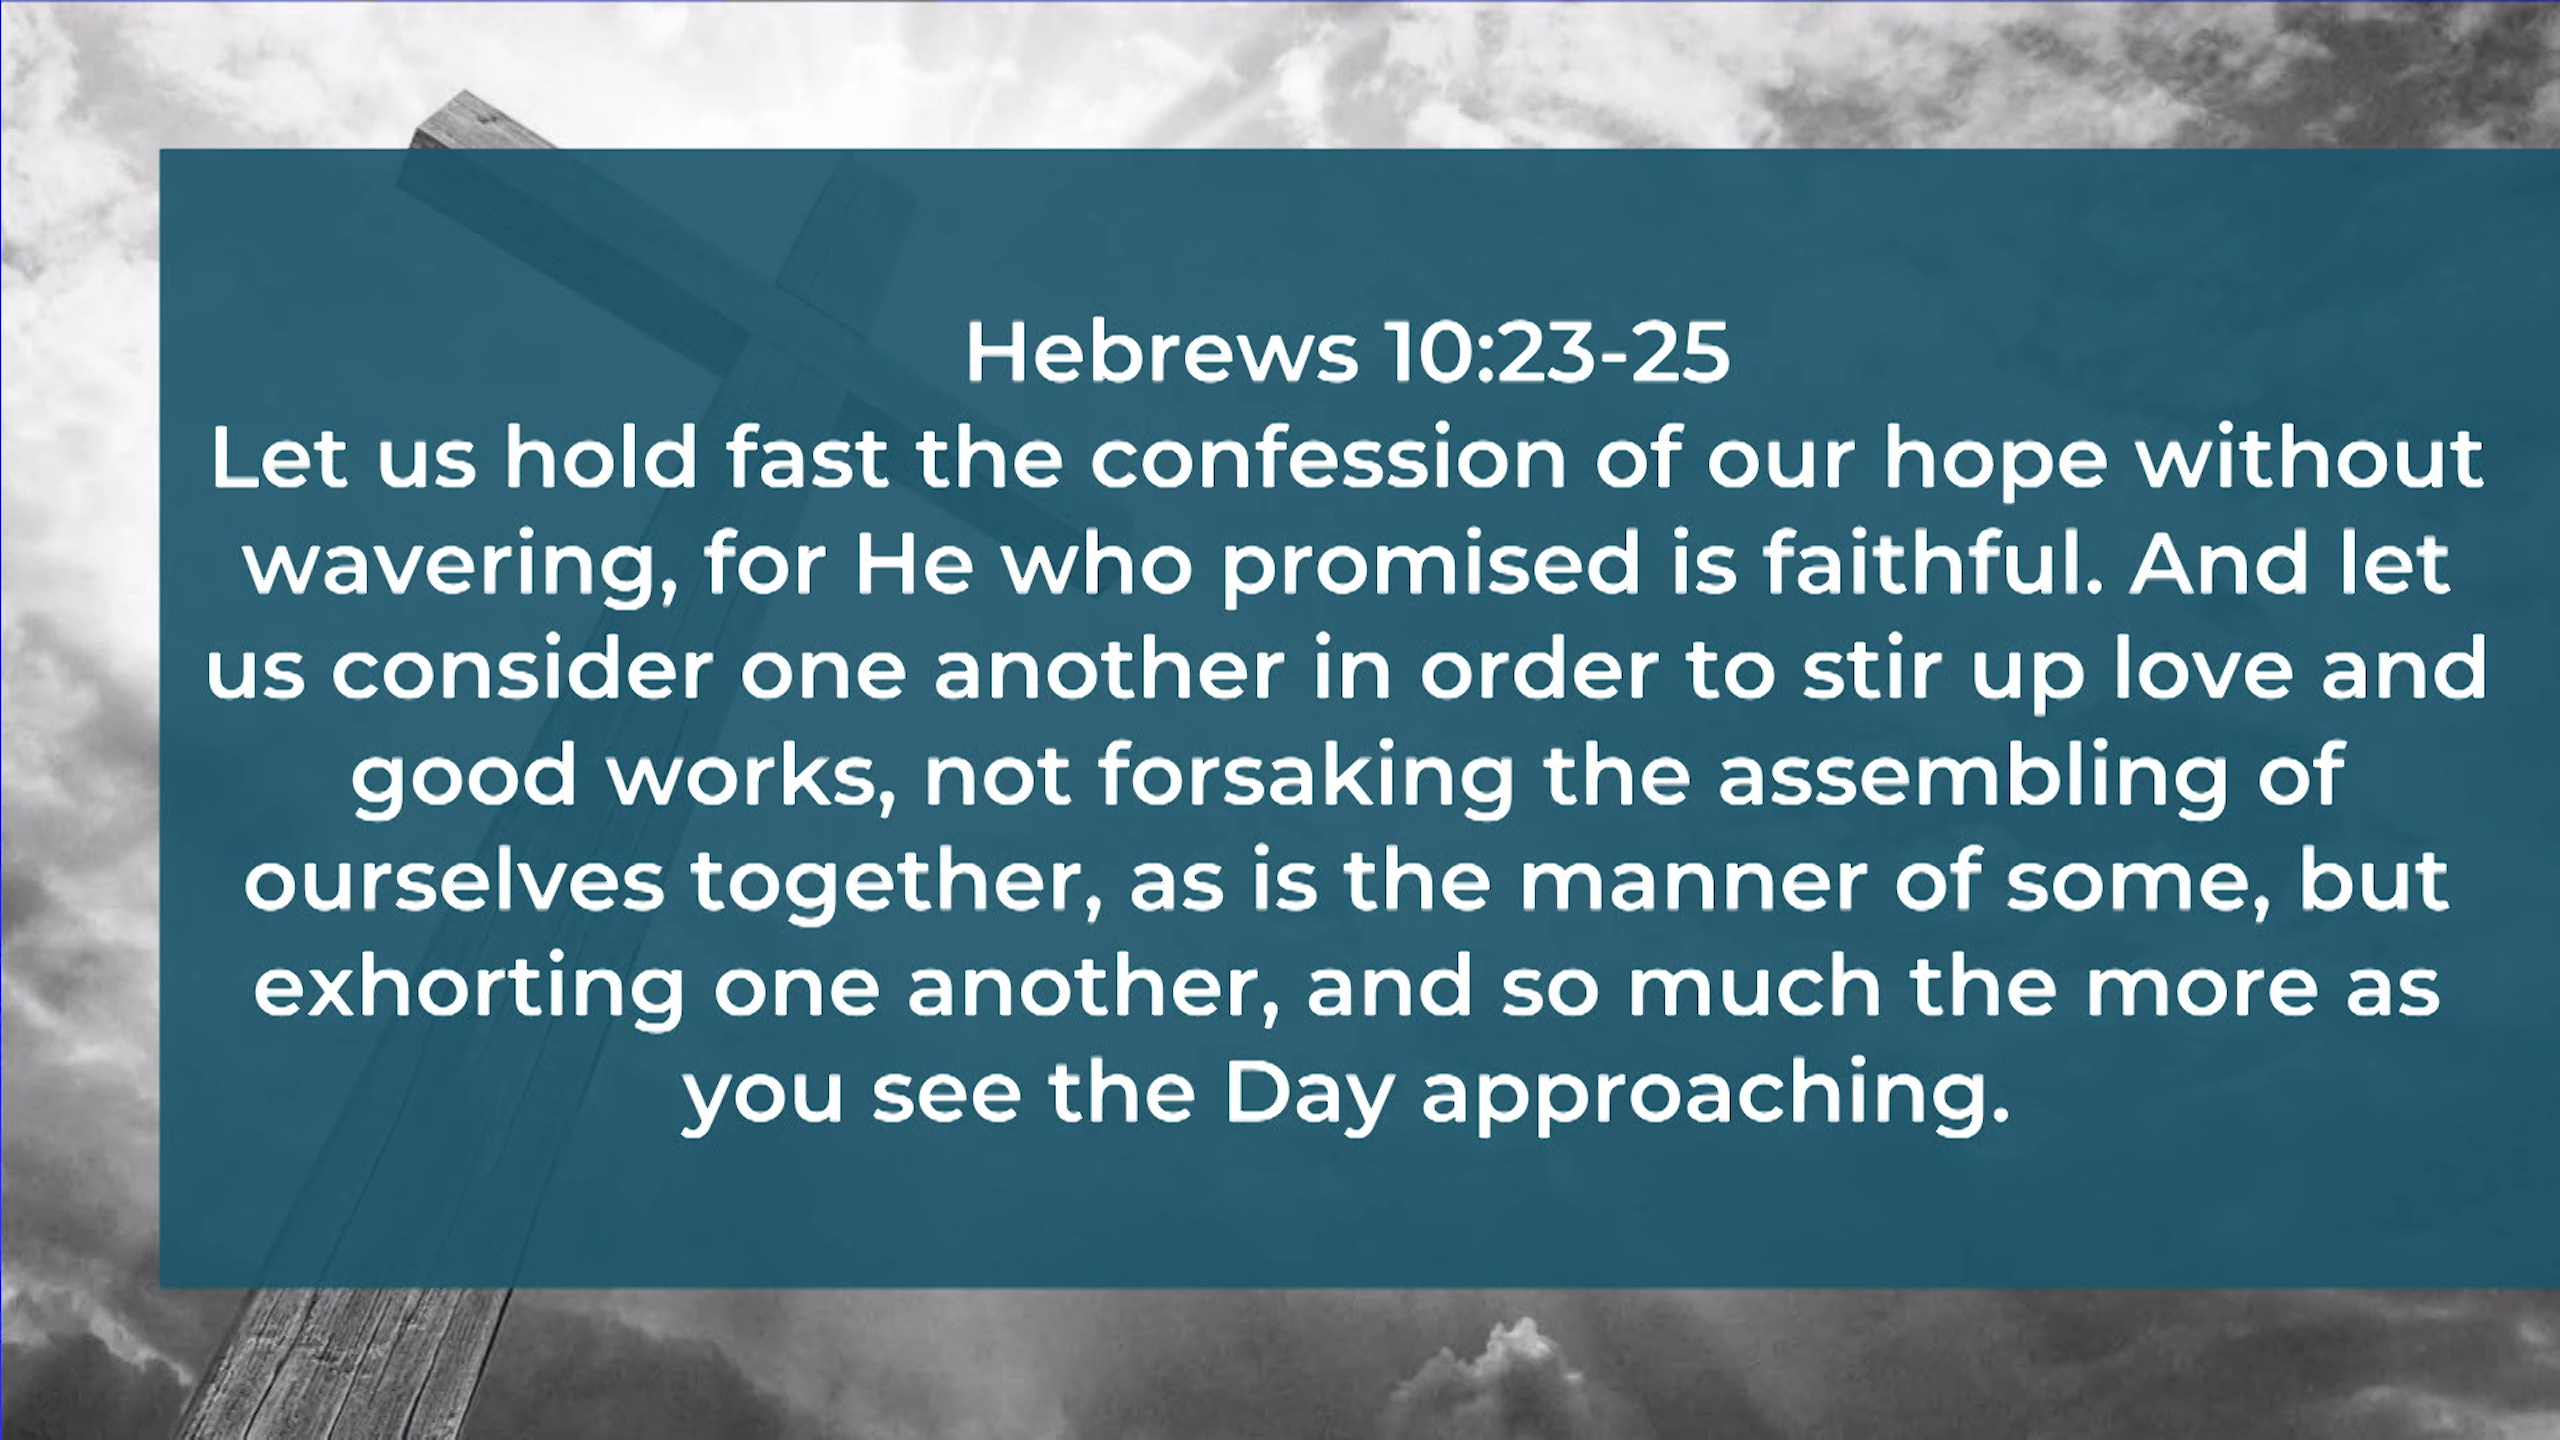 Hebrews 10:23-25
Let us hold fast the confession of our hope without
wavering, for He who promised is faithful. And let
us consider one another in order to stir up love and
good works, not forsaking the assembling of
ourselves together, as is the manner of some, but
exhorting one another, and so much the more as
you see the Day approaching.